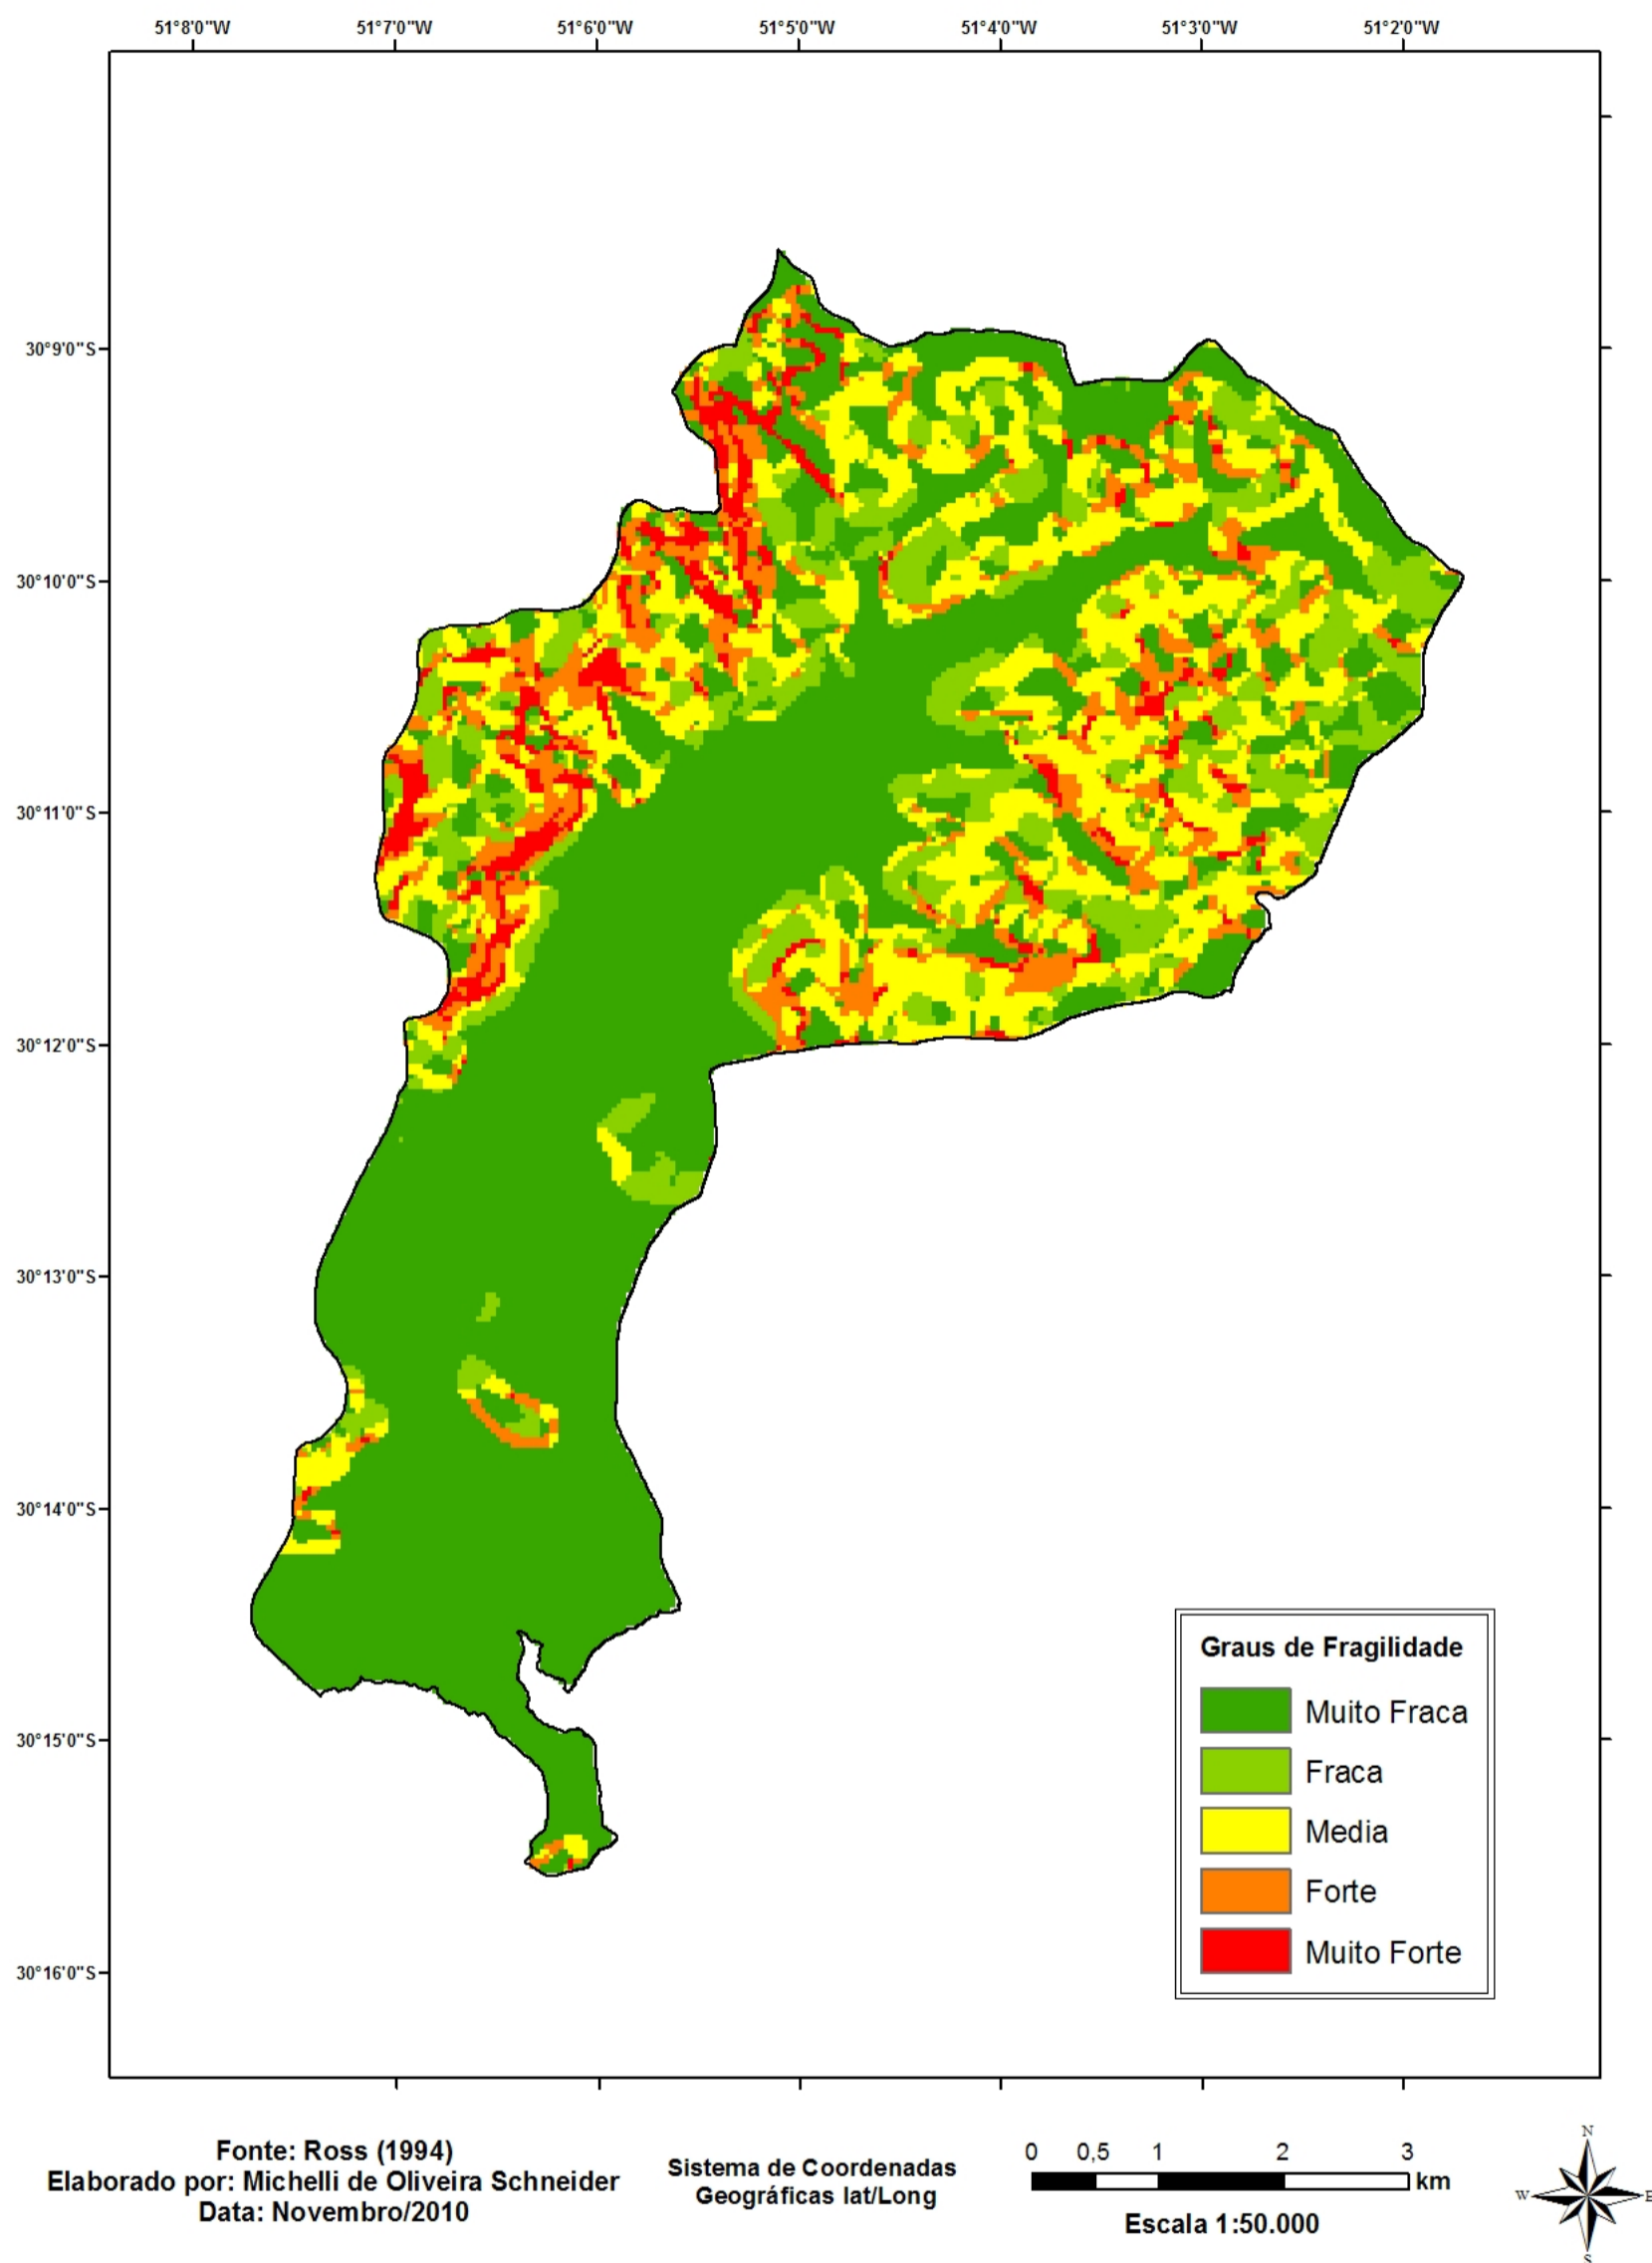 51°8'0"W 51°7'0"W 51°6'0"W 51°5'0"W 51°4'0"W 51°3'0"W 51°2'0"W
30°9'0"S
30°10'0"S
30°11'0"S
30°12'0"S
30°13'0"S
30°14'0"S
30°15'0"S
30°16'0"S
Graus de Fragilidade
Muito Fraca
Fraca
Media
Forte
Muito Forte
Fonte: Ross (1994)
Elaborado por: Michelli de Oliveira Schneider
Data: Novembro/2010
Sistema de Coordenadas
Geográficas lat/Long
0 0,5 1 2 3
km
Escala 1:50.000
N
W E
S